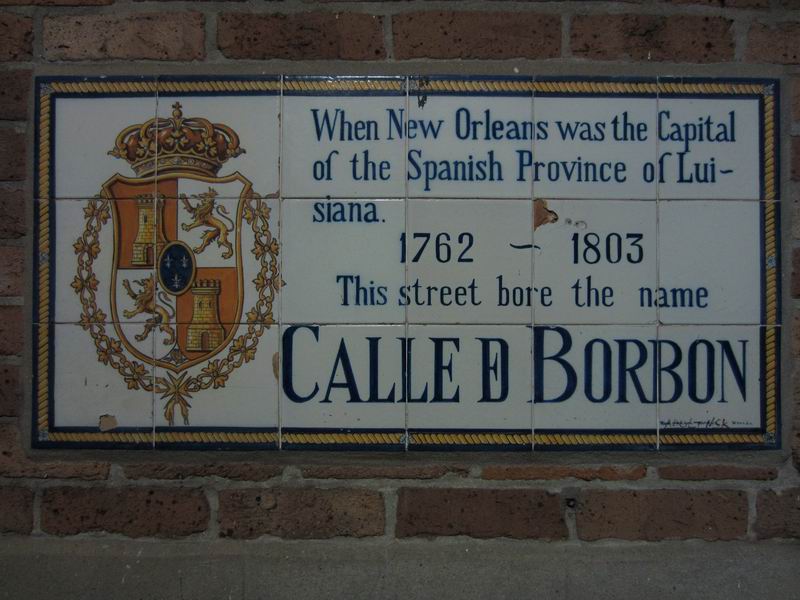 When New Orleans was the Capital
of the Spanish Province of Lui-
siana.
1762 - 1803
This street bore the name
CALLE DE BORBON